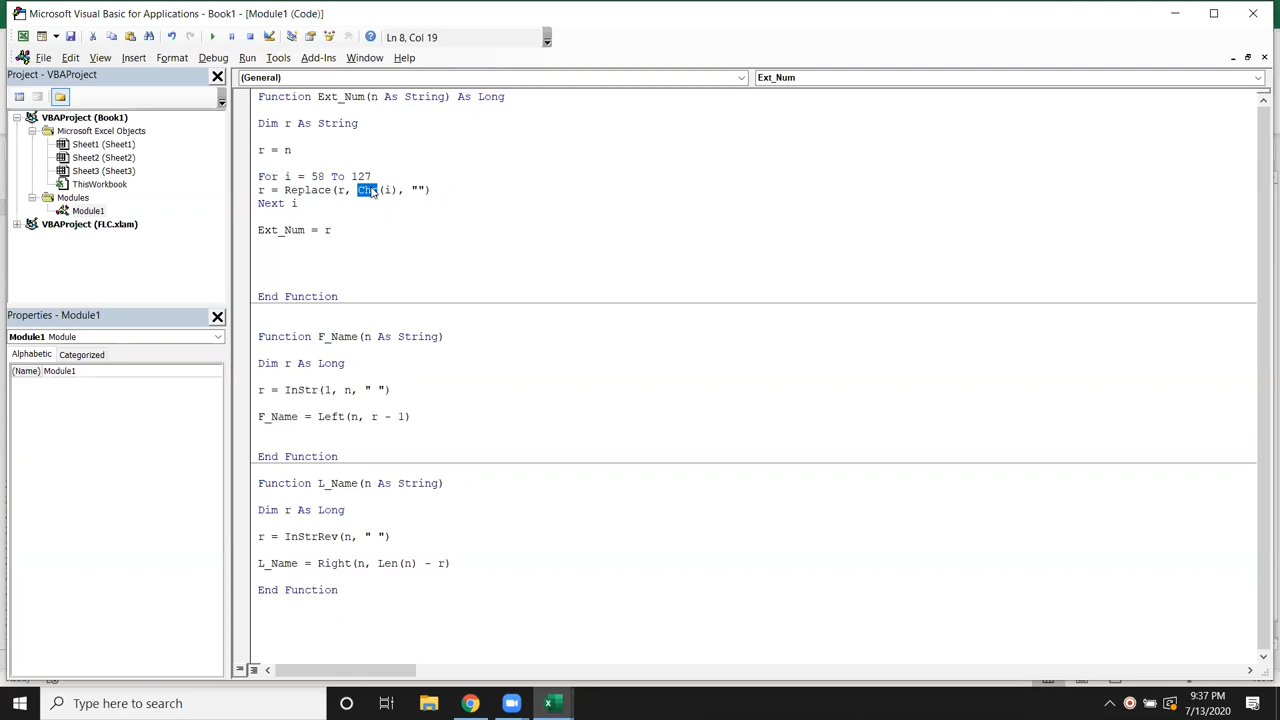 Microsoft Visual Basic for Applications - Book1 - [Module1 (Code)]
Ln 8, Col 19
File Edit View Insert Format Debug Run Tools Add-Ins Window Help
Project - VBAProject
(General)
Ext_Num
VBAProject (Book1)
Microsoft Excel Objects
Sheet1 (Sheet1)
Sheet2 (Sheet2)
Sheet3 (Sheet3)
ThisWorkbook
Modules
Module1
VBAProject (FLC.xlam)
Properties - Module1
Module1 Module
Alphabetic Categorized
(Name) Module1
Function Ext_Num(n As String) As Long
Dim r As String
r = n
For i = 58 To 127
r = Replace(r, Chr(i), "")
Next i
Ext_Num = r
End Function
Function F_Name(n As String)
Dim r As Long
r = InStr(1, n, " ")
F_Name = Left(n, r - 1)
End Function
Function L_Name(n As String)
Dim r As Long
r = InStrRev(n, " ")
L_Name = Right(n, Len(n) - r)
End Function
Type here to search
9:37 PM
7/13/2020